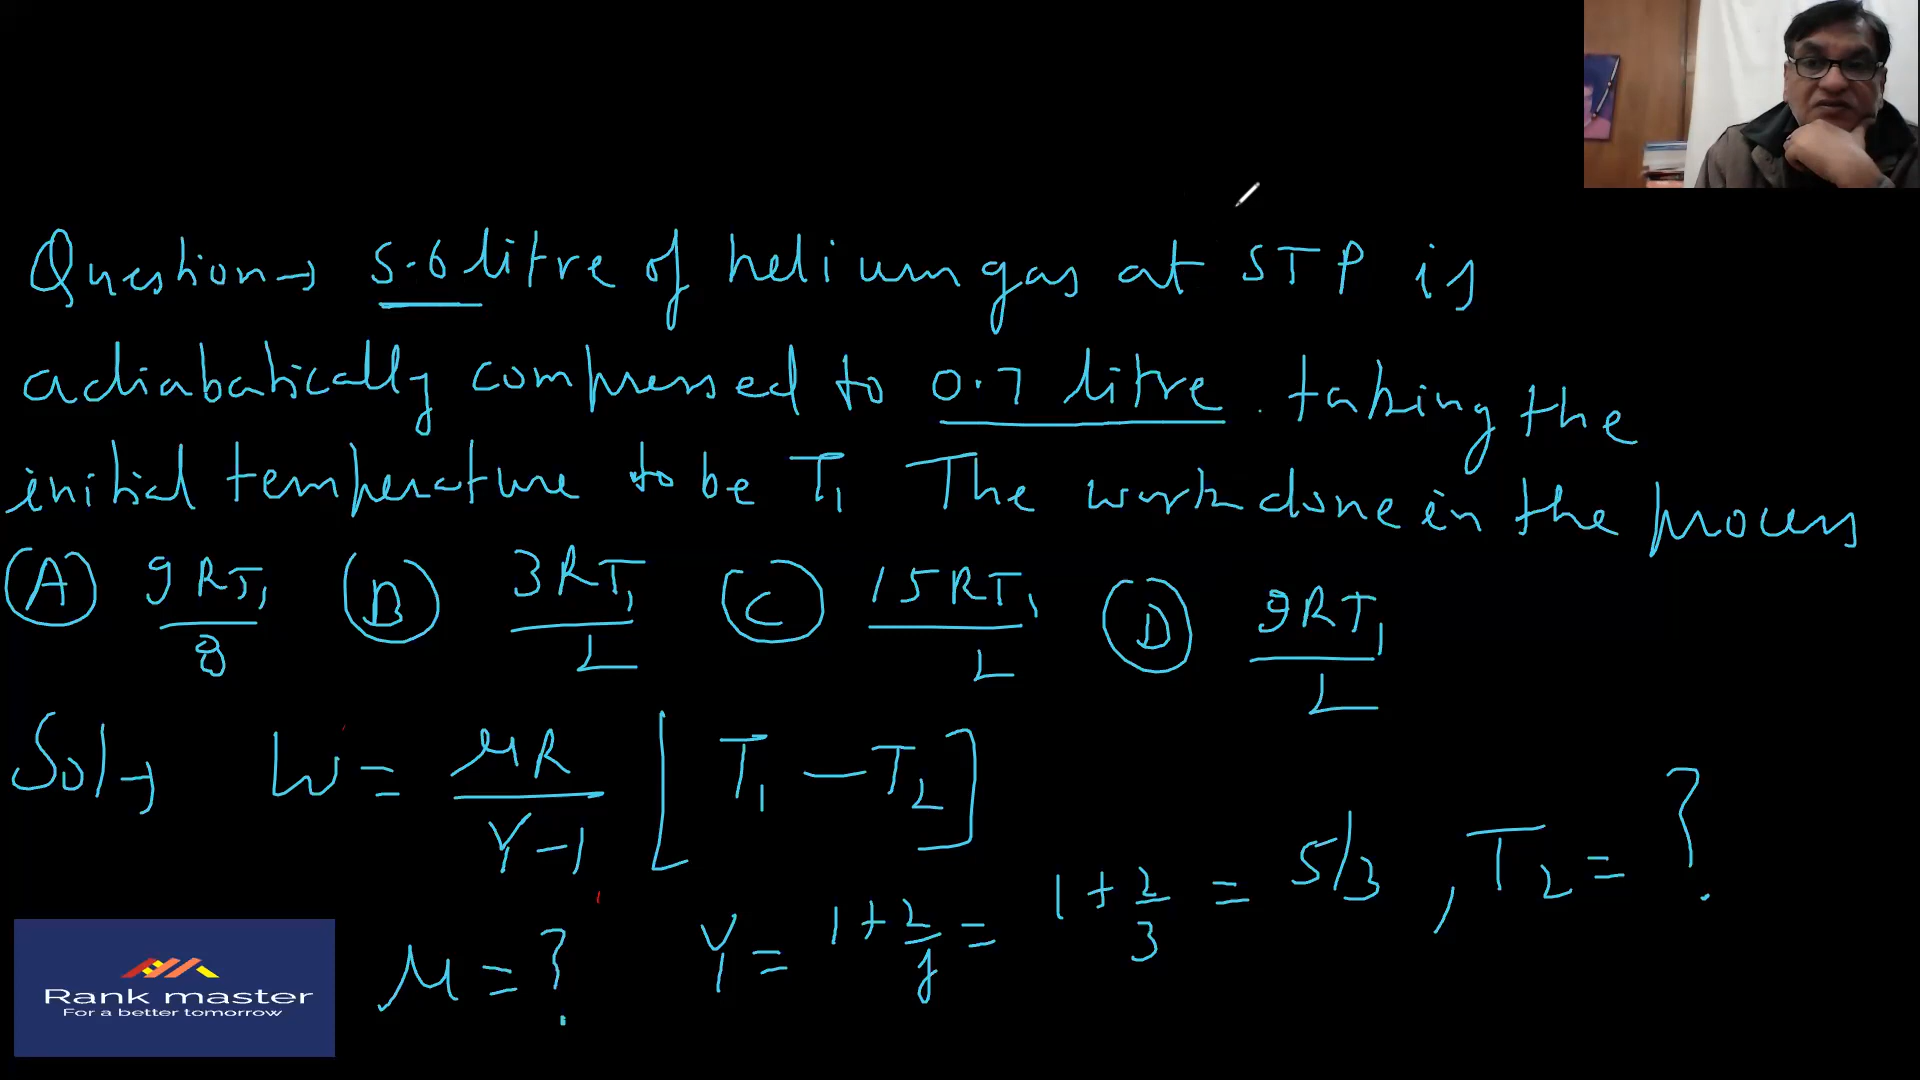 Question→ 5.6 litre of helium gas at STP is
adiabatically compressed to 0.7 litre. taking the
initial temperature to be T₁ The workdone in the process
(A) 9RT₁/8 (B) 3RT₁/2 (C) 15RT₁/2 (D) 9RT₁/2
Sol→ W = μR/γ-1 [T₁ — T₂]
μ = ? γ = 1+2/f = 1+2/3 = 5/3 , T₂ = ?
Rank master
For a better tomorrow